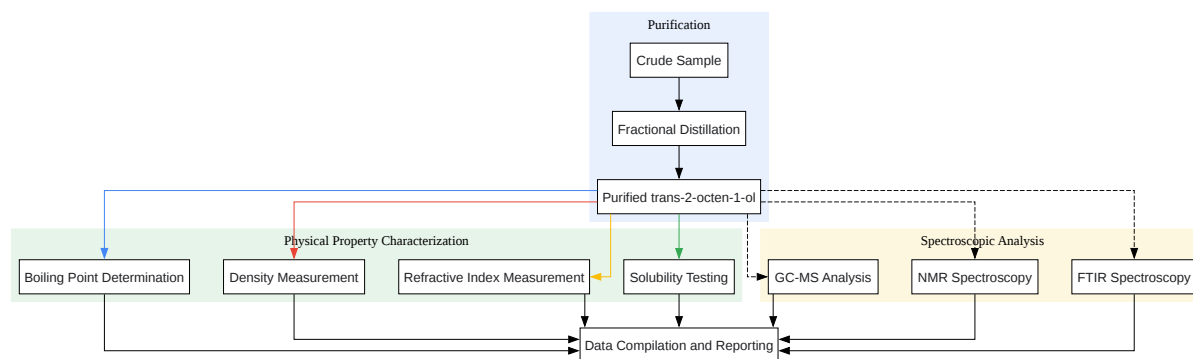 Purification
Crude Sample
Fractional Distillation
Purified trans-2-octen-1-ol
Physical Property Characterization
Spectroscopic Analysis
Boiling Point Determination
Density Measurement
Refractive Index Measurement
Solubility Testing
GC-MS Analysis
NMR Spectroscopy
FTIR Spectroscopy
Data Compilation and Reporting